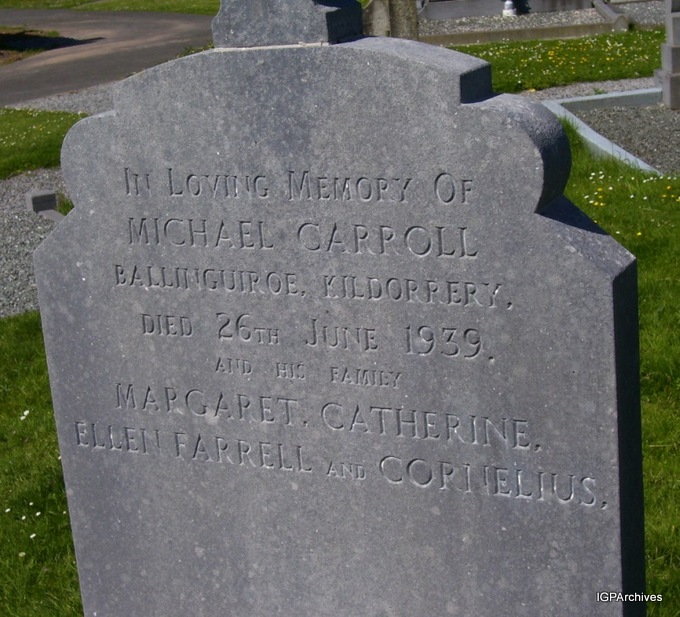 In Loving Memory Of
MICHAEL CARROLL
BALLINGUIROE, KILDORRERY,
DIED 26TH JUNE 1939.
AND HIS FAMILY
MARGARET, CATHERINE,
ELLEN FARRELL AND CORNELIUS,
IGPArchives